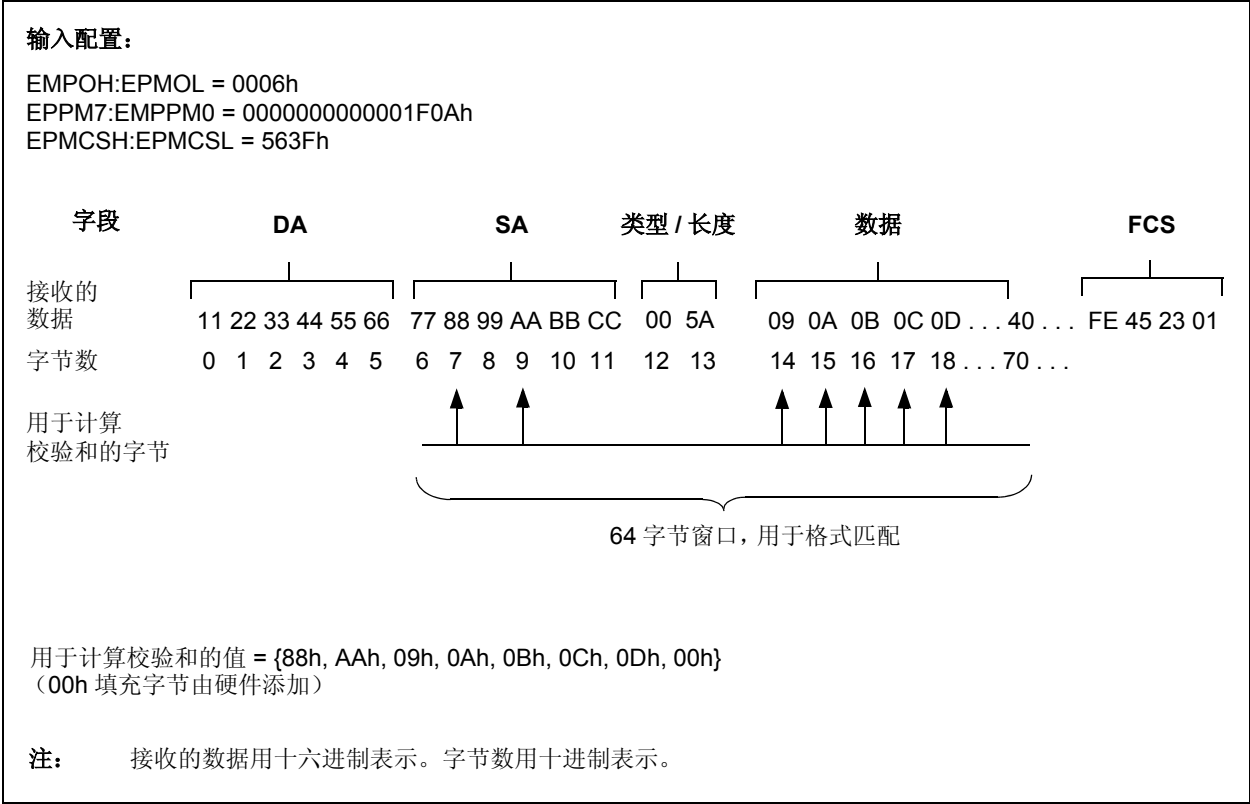 输入配置：
EMPOH:EPMOL = 0006h
EPPM7:EMPPM0 = 0000000000001F0Ah
EPMCSH:EPMCSL = 563Fh
字段 DA SA 类型 / 长度 数据 FCS
接收的
数据 11 22 33 44 55 66 77 88 99 AA BB CC 00 5A 09 0A 0B 0C 0D . . . 40 . . . FE 45 23 01
字节数 0 1 2 3 4 5 6 7 8 9 10 11 12 13 14 15 16 17 18 . . . 70 . . .
用于计算
校验和的字节
64 字节窗口，用于格式匹配
用于计算校验和的值 = {88h, AAh, 09h, 0Ah, 0Bh, 0Ch, 0Dh, 00h}
（00h 填充字节由硬件添加）
注： 接收的数据用十六进制表示。字节数用十进制表示。